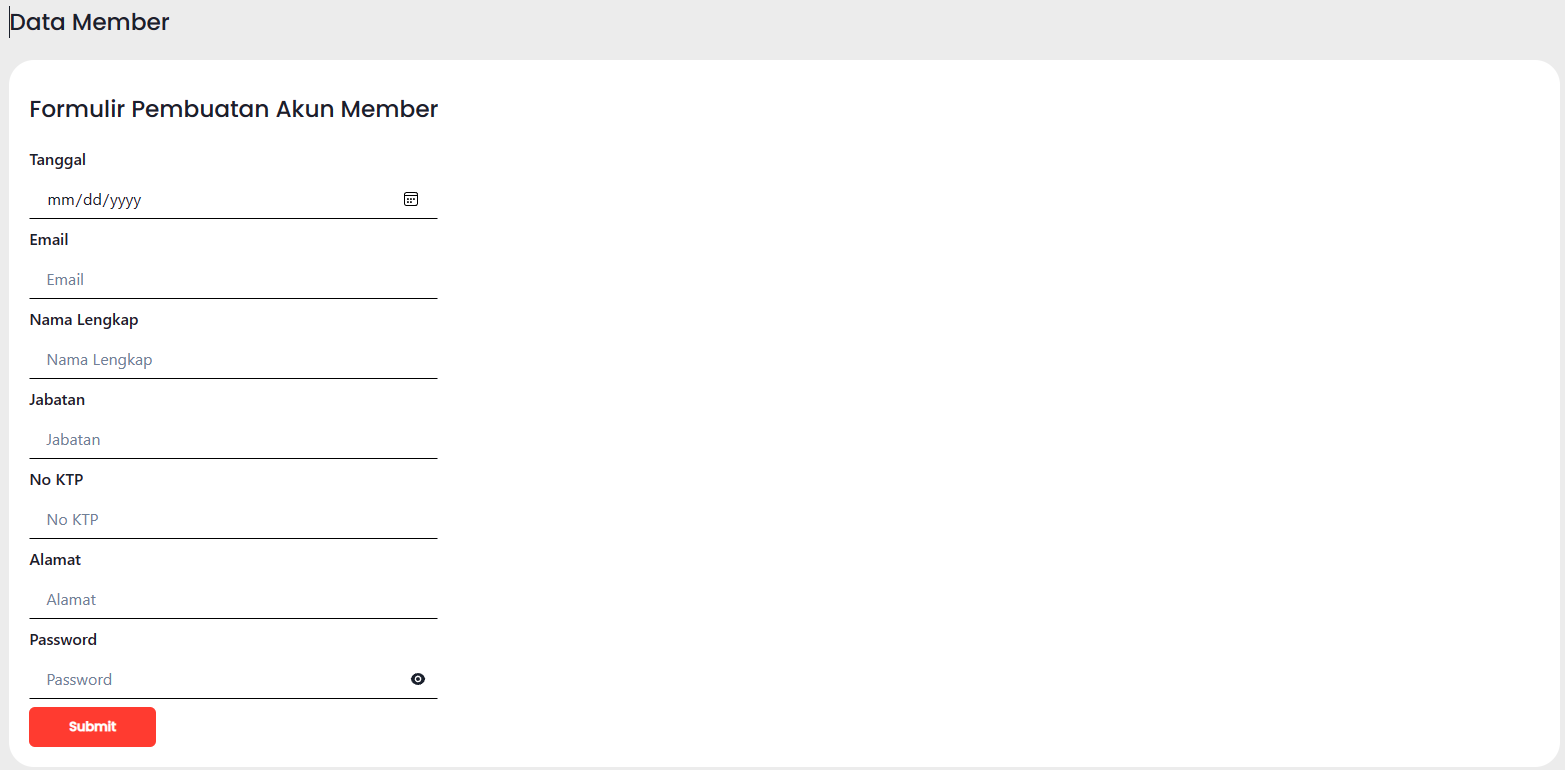 Data Member
Formulir Pembuatan Akun Member
Tanggal
mm/dd/yyyy
Email
Email
Nama Lengkap
Nama Lengkap
Jabatan
Jabatan
No KTP
No KTP
Alamat
Alamat
Password
Password
Submit